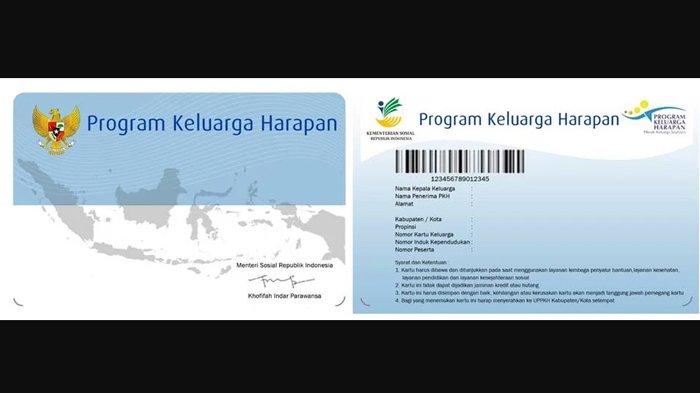 Program Keluarga Harapan
Menteri Sosial Republik Indonesia
Khofifah Indar Parawansa
KEMENTERIAN SOSIAL
REPUBLIK INDONESIA
Program Keluarga Harapan
PROGRAM
KELUARGA
HARAPAN
123456789012345
Nama Kepala Keluarga :
Nama Penerima PKH :
Alamat :
Kabupaten / Kota :
Propinsi :
Nomor Kartu Keluarga :
Nomor Induk Kependudukan :
Nomor Peserta :
Syarat dan Ketentuan :
1. Kartu harus dibawa dan ditunjukkan pada saat menggunakan layanan lembaga penyalur bantuan,layanan kesehatan,
layanan pendidikan dan layanan kesejahteraan sosial
2 Kartu ini tidak dapat dijadikan jaminan kredit atau hutang
3. Kartu ini harus disimpan dengan baik, kehilangan atau kerusakan kartu akan menjadi tanggung jawab pemegang kartu
4. Bagi yang menemukan kartu ini harap menyerahkan ke UPPKH Kabupaten/Kota setempat